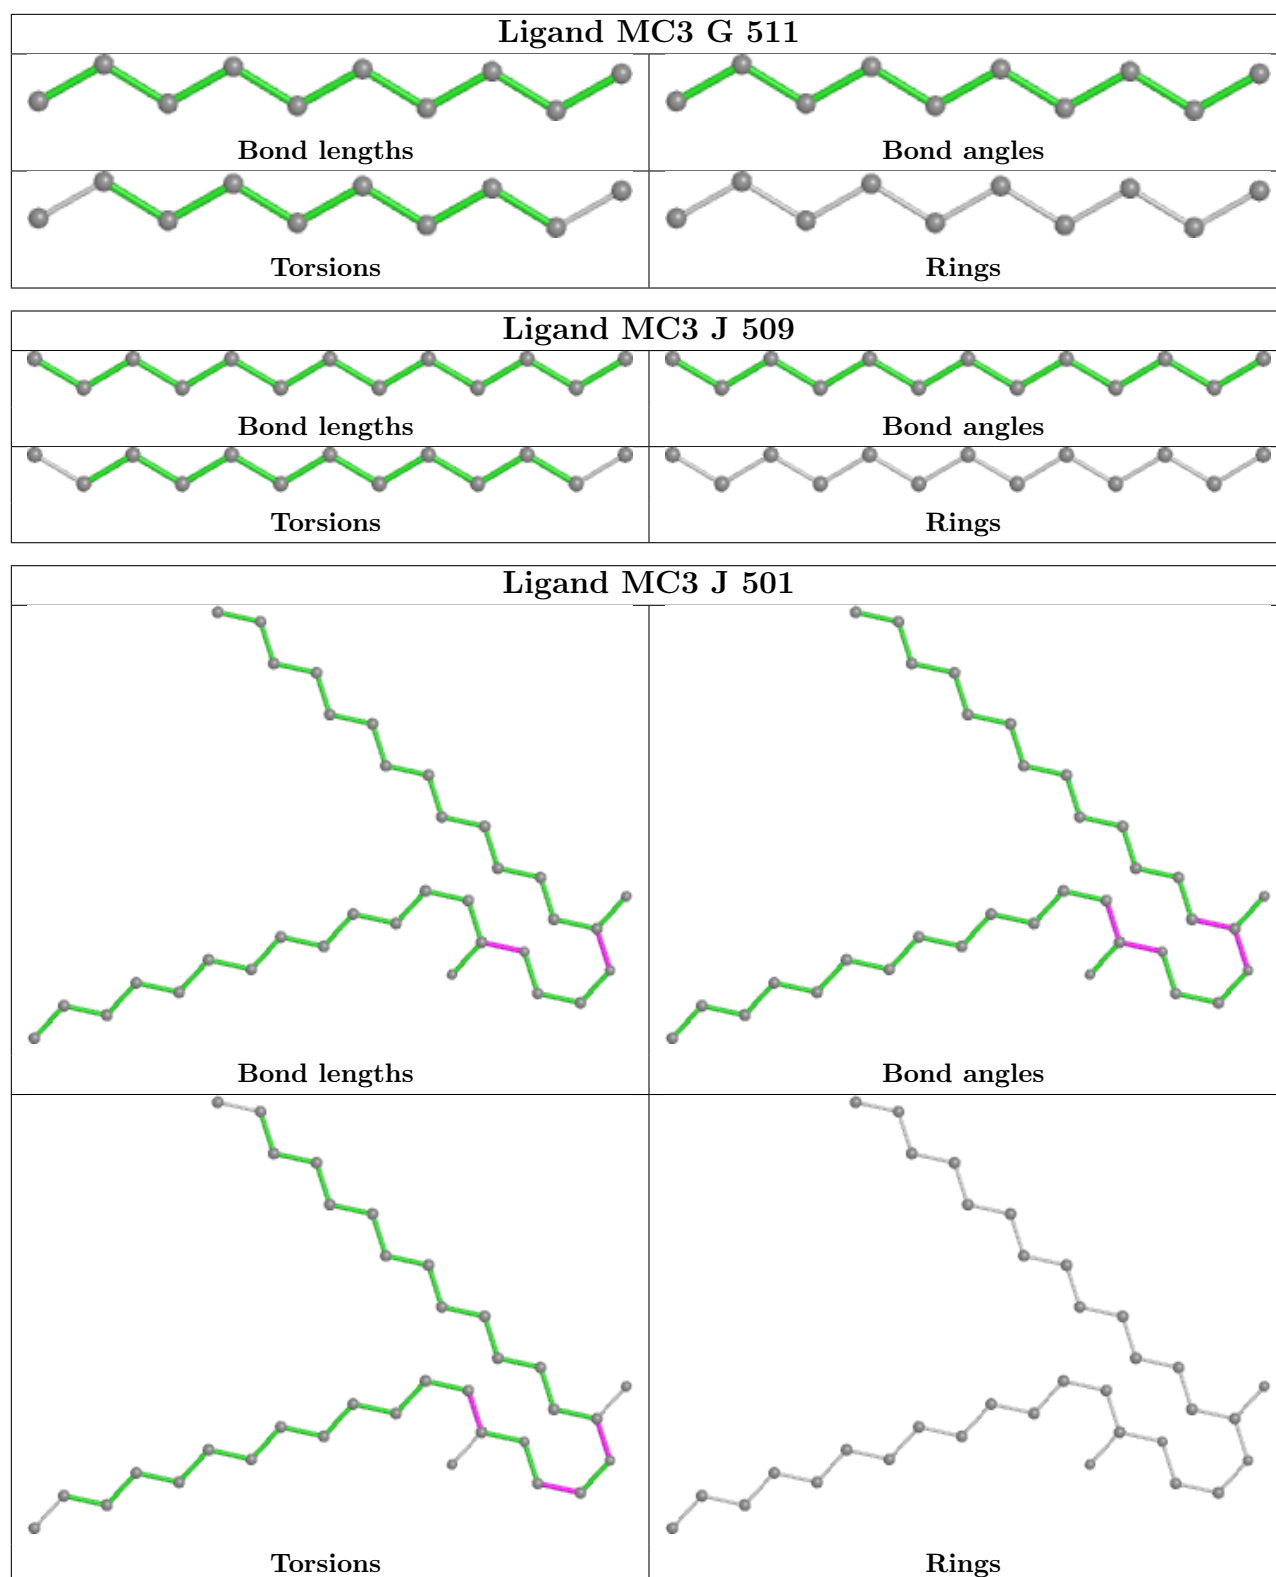 Ligand MC3 G 511
Bond lengths
Bond angles
Torsions
Rings
Ligand MC3 J 509
Bond lengths
Bond angles
Torsions
Rings
Ligand MC3 J 501
Bond lengths
Bond angles
Torsions
Rings